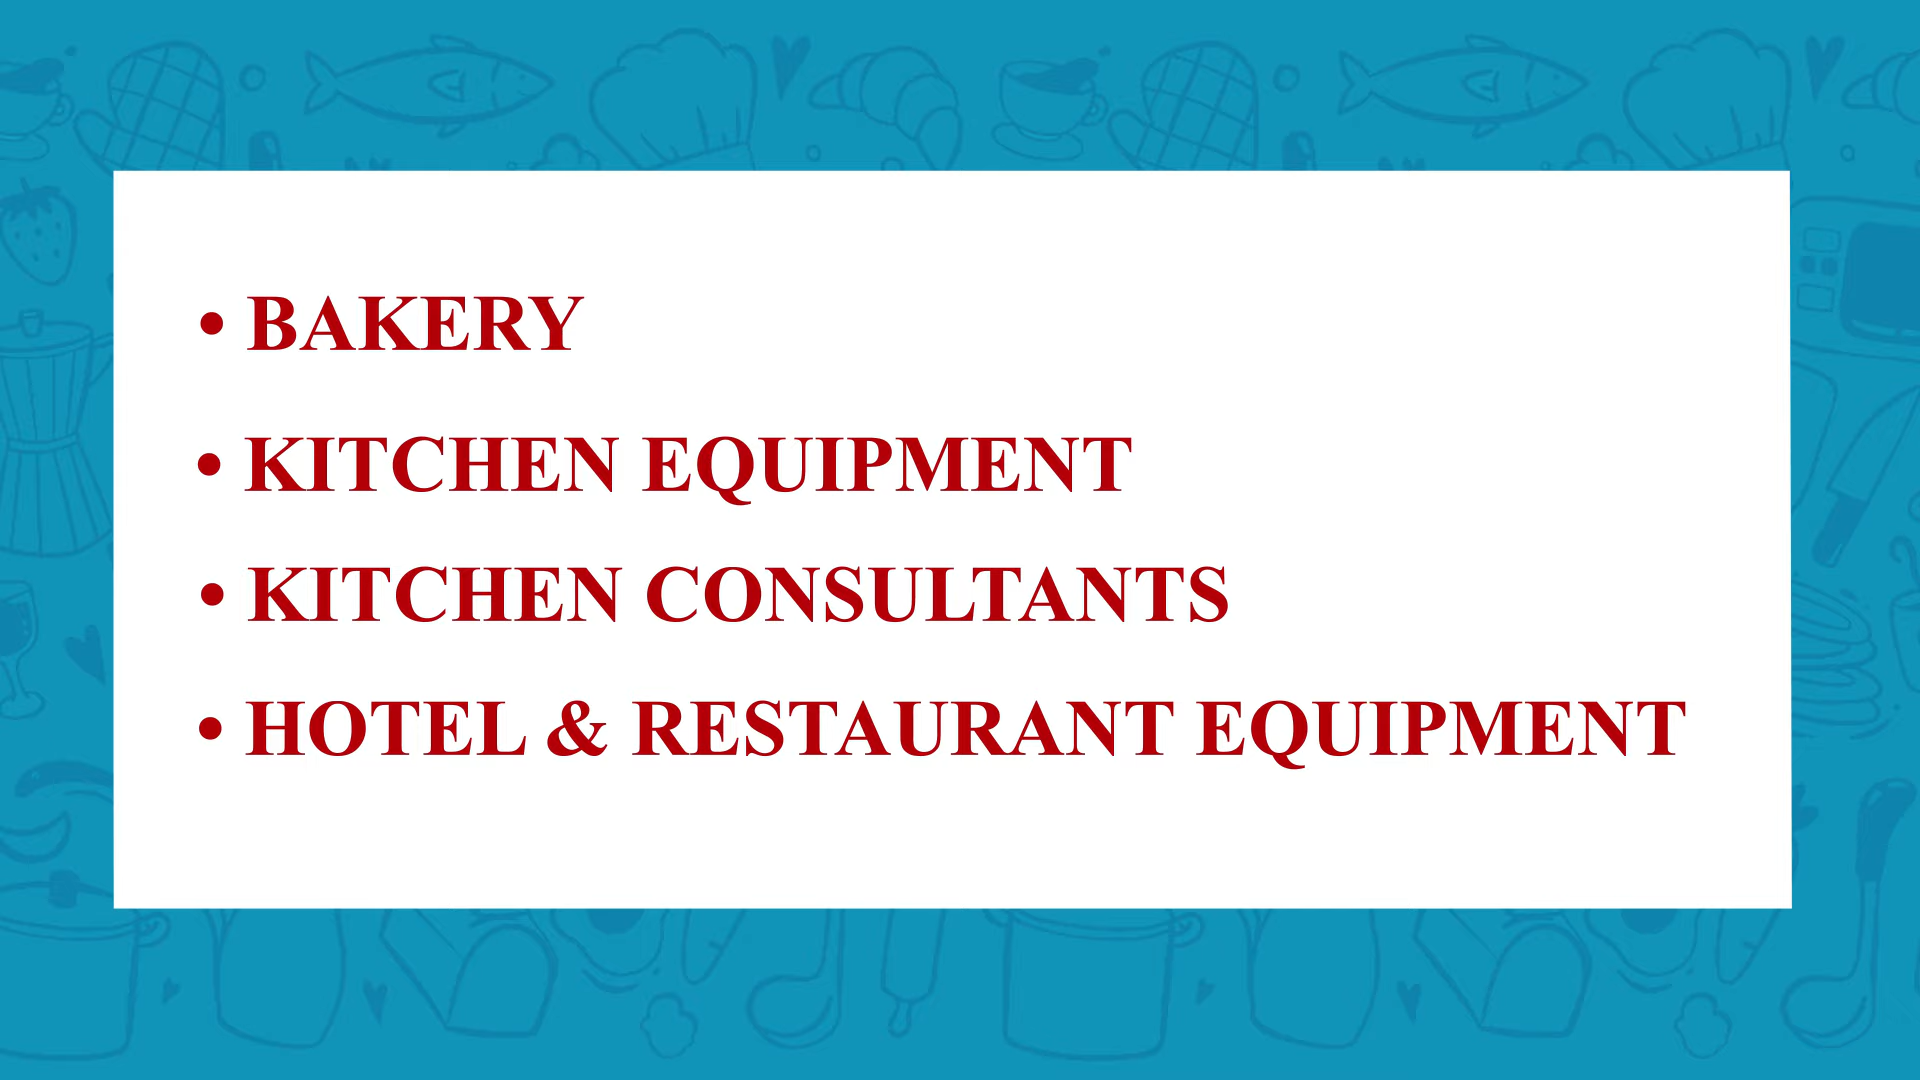 • BAKERY
• KITCHEN EQUIPMENT
• KITCHEN CONSULTANTS
• HOTEL & RESTAURANT EQUIPMENT